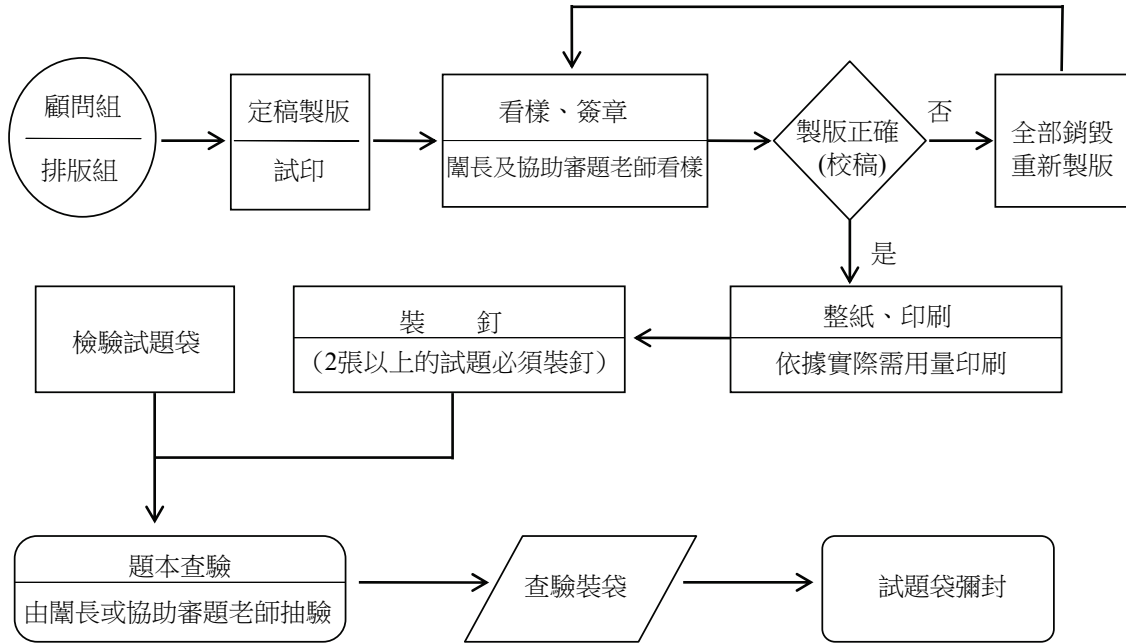 顧問組
排版組
定稿製版
試印
看樣、簽章
闈長及協助審題老師看樣
製版正確
(校稿)
否
全部銷毀
重新製版
是
檢驗試題袋
裝　　釘
（2張以上的試題必須裝釘）
整紙、印刷
依據實際需用量印刷
題本查驗
由闈長或協助審題老師抽驗
查驗裝袋
試題袋彌封